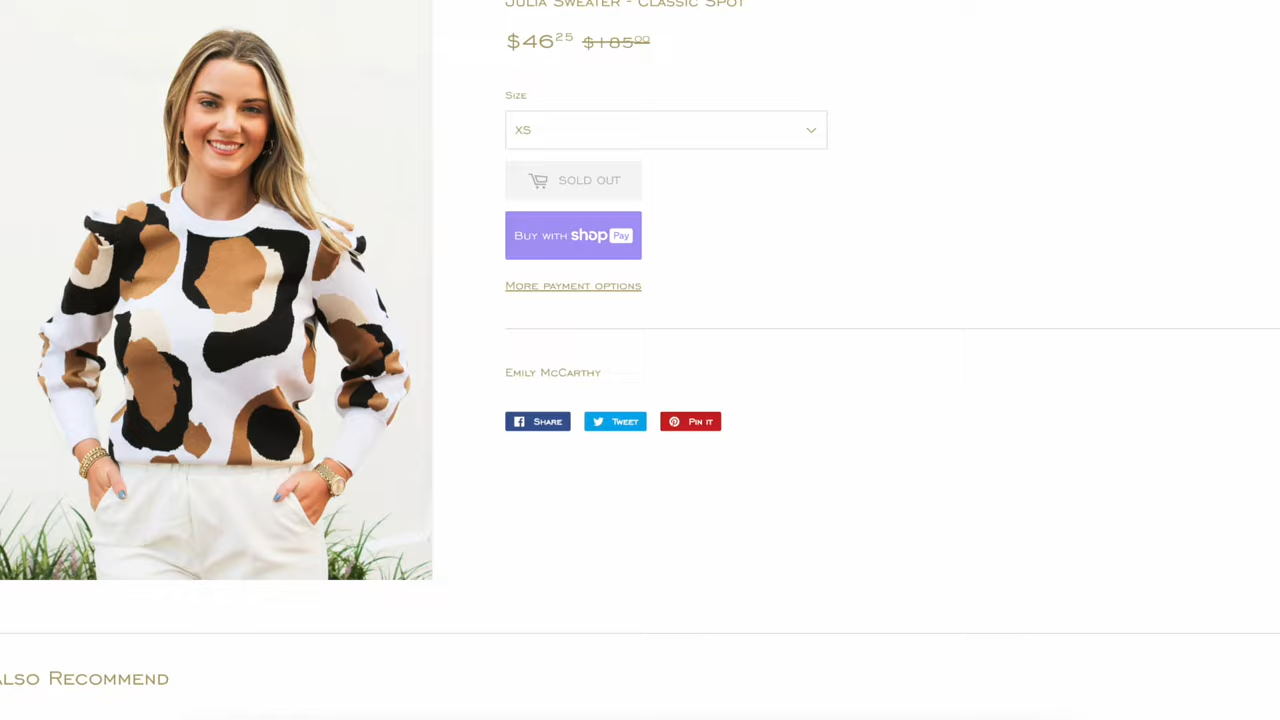 Julia Sweater - Classic Spot
$46.25 $185.00
Size
XS
SOLD OUT
Buy with shop Pay
More payment options
Emily McCarthy
Share Tweet Pin it
Also Recommend